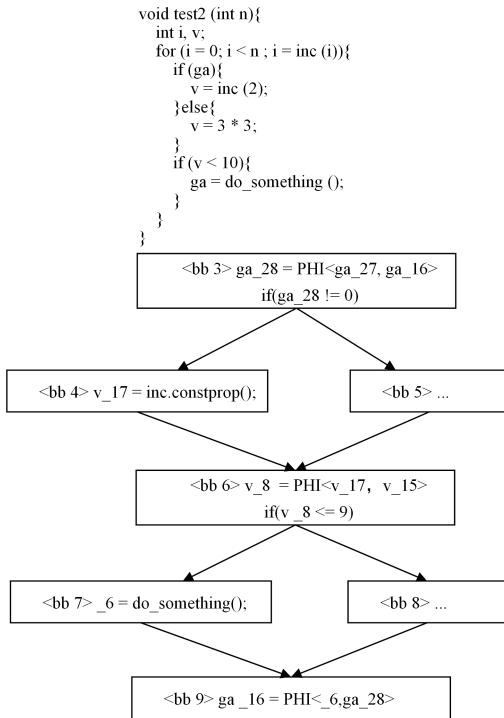 void test2 (int n){
int i, v;
for (i = 0; i < n ; i = inc (i)){
if (ga){
v = inc (2);
}else{
v = 3 * 3;
}
if (v < 10){
ga = do_something ();
}
}
}
<bb 3> ga_28 = PHI<ga_27, ga_16>
if(ga_28 != 0)
<bb 4> v_17 = inc.constprop();
<bb 5> ...
<bb 6> v_8 = PHI<v_17, v_15>
if(v _8 <= 9)
<bb 7> _6 = do_something();
<bb 8> ...
<bb 9> ga _16 = PHI<_6,ga_28>